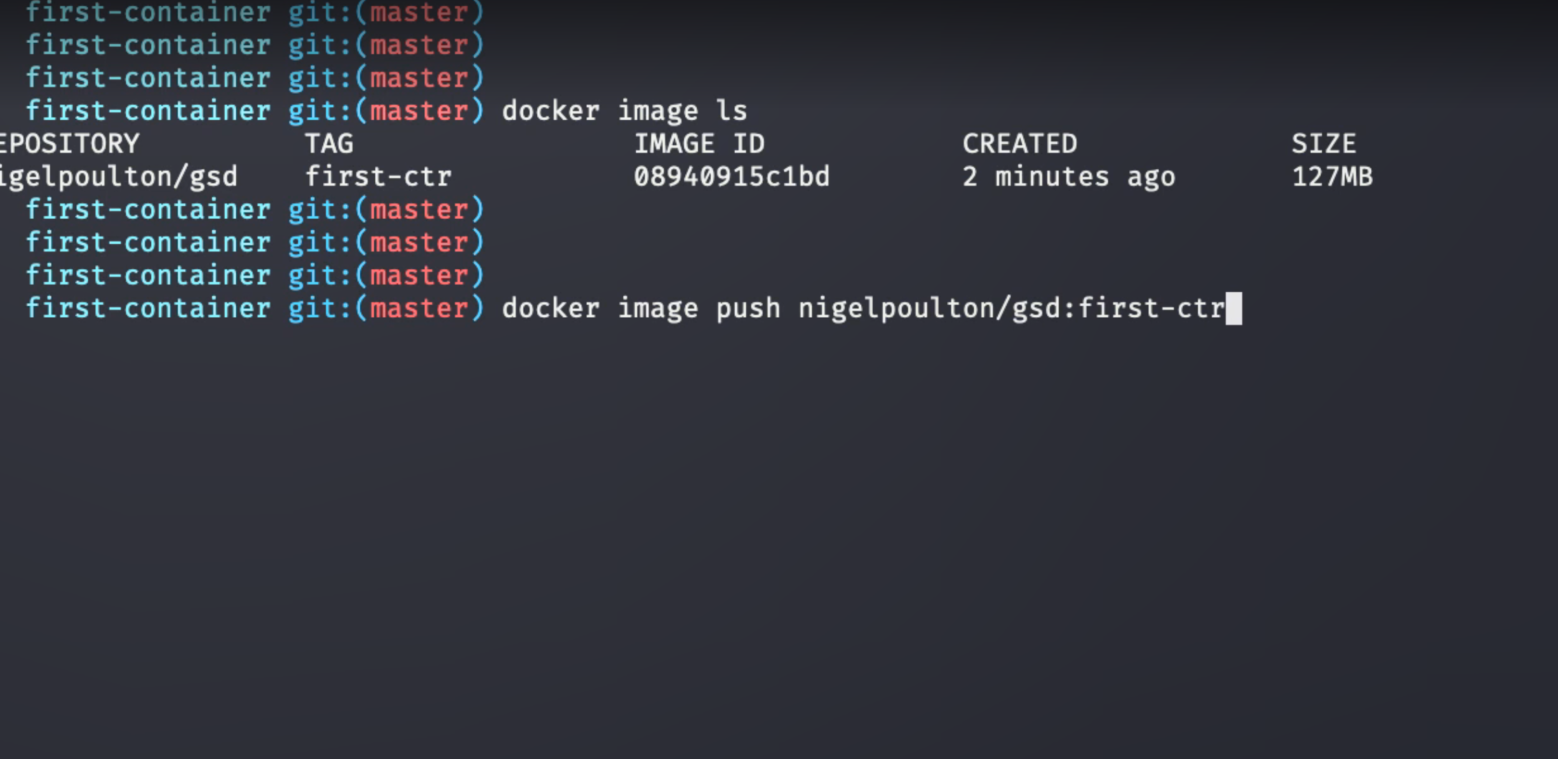 first-container git:(master)
first-container git:(master)
first-container git:(master)
first-container git:(master) docker image ls
EPOSITORY TAG IMAGE ID CREATED SIZE
igelpoulton/gsd first-ctr 08940915c1bd 2 minutes ago 127MB
first-container git:(master)
first-container git:(master)
first-container git:(master)
first-container git:(master) docker image push nigelpoulton/gsd:first-ctr